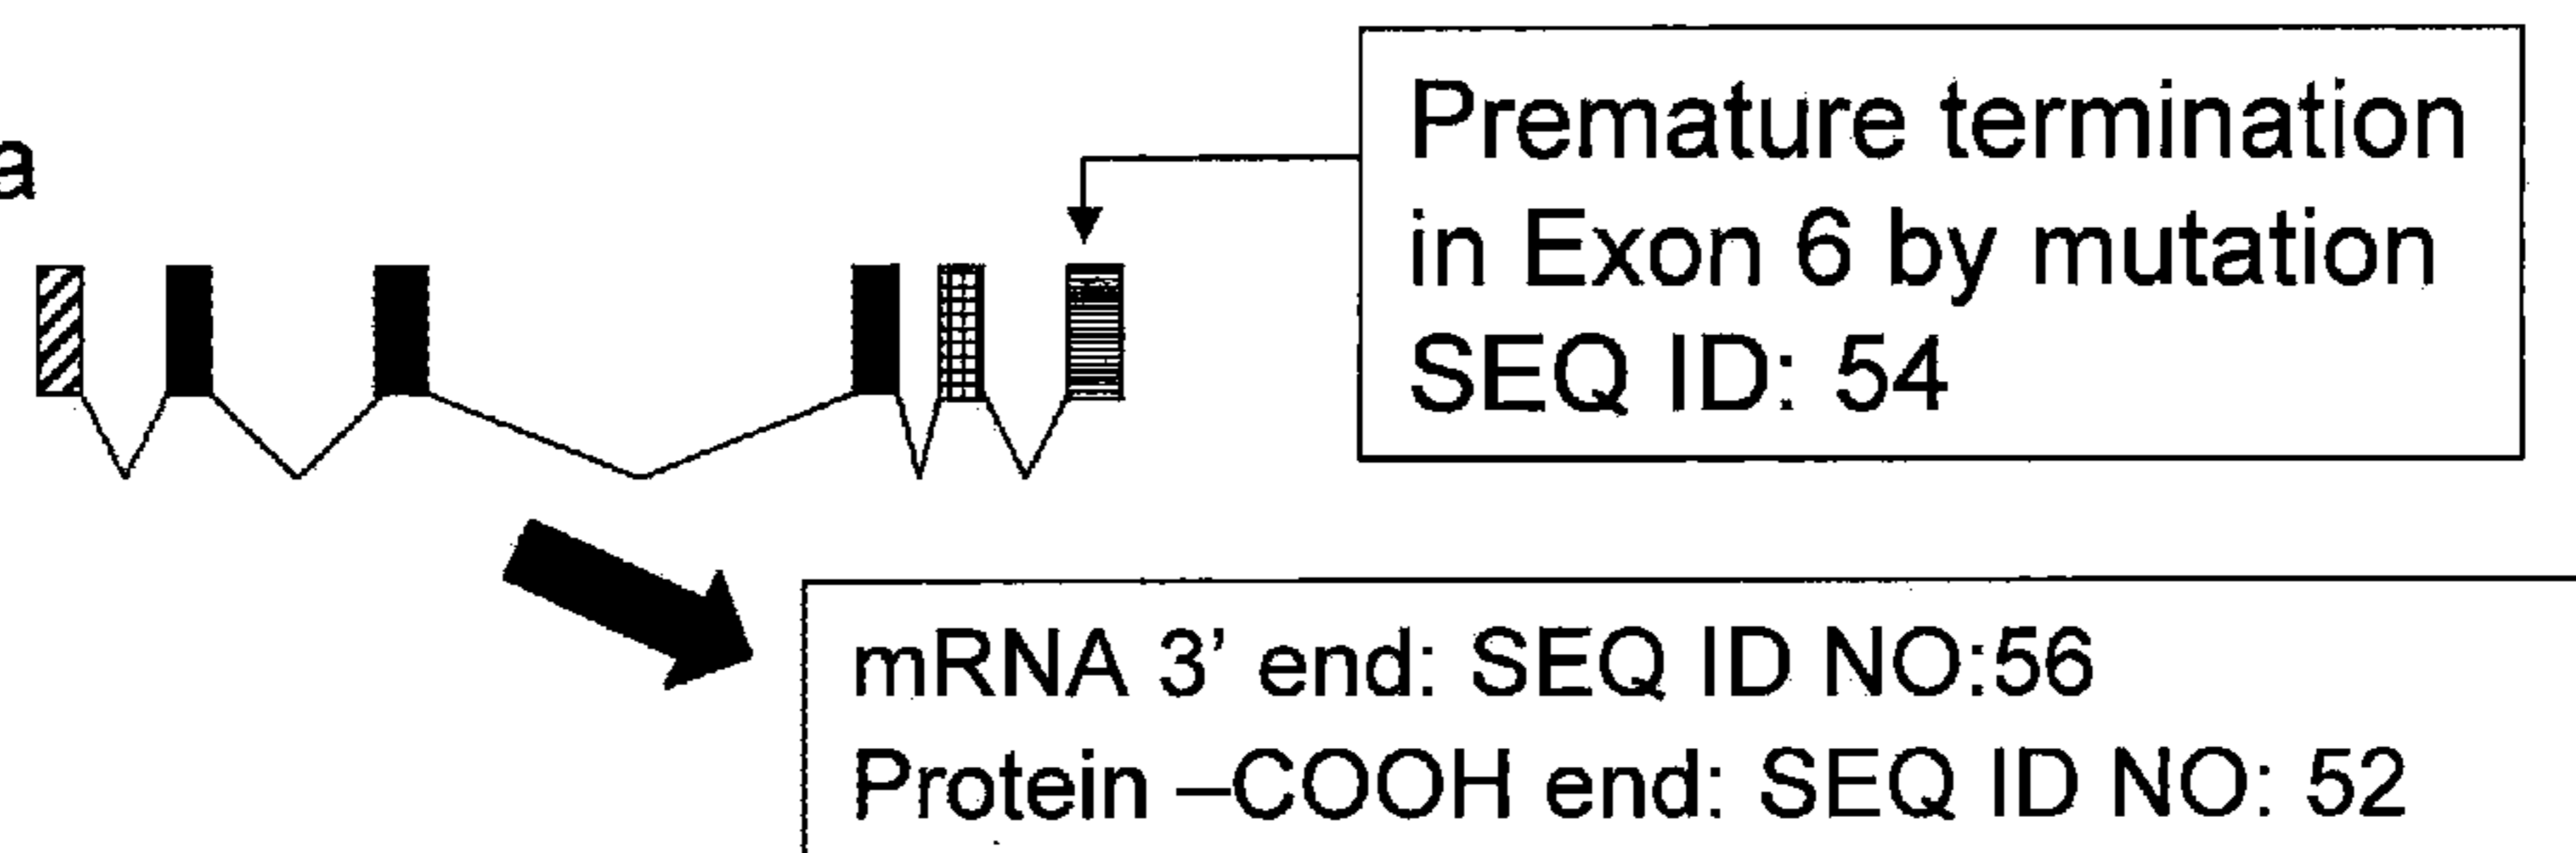 a
Premature termination
in Exon 6 by mutation
SEQ ID: 54
mRNA 3’ end: SEQ ID NO:56
Protein –COOH end: SEQ ID NO: 52